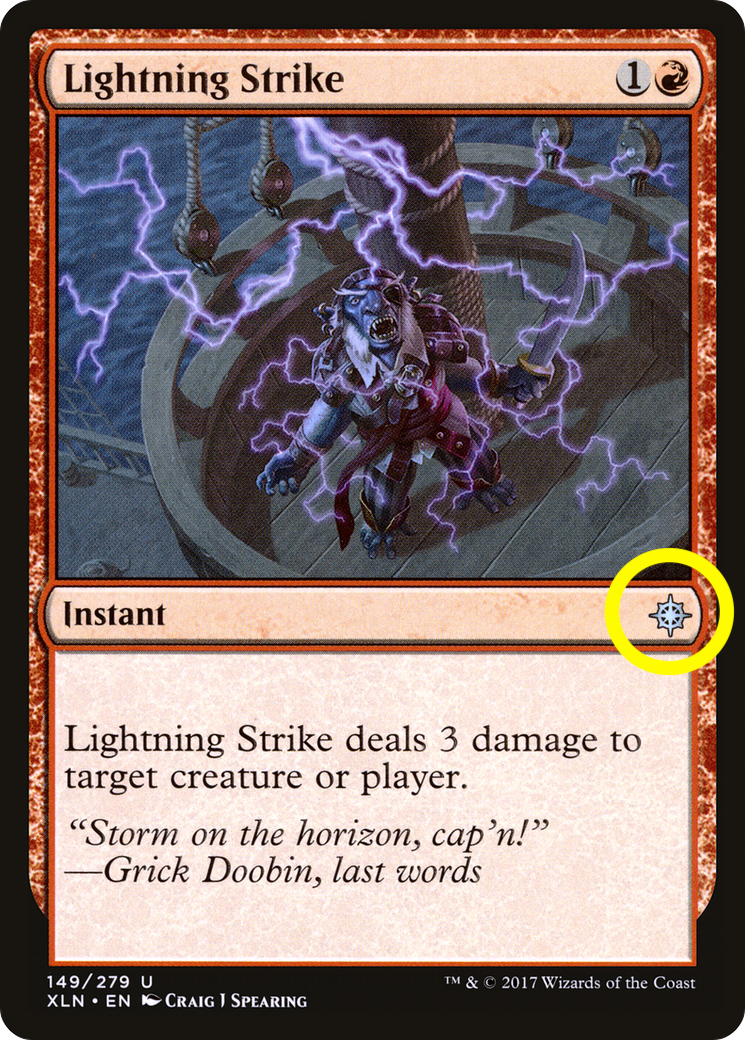 Lightning Strike 1
Instant
Lightning Strike deals 3 damage to
target creature or player.
“Storm on the horizon, cap’n!”
—Grick Doobin, last words
149/279 U
™ & © 2017 Wizards of the Coast
XLN • EN Craig J Spearing